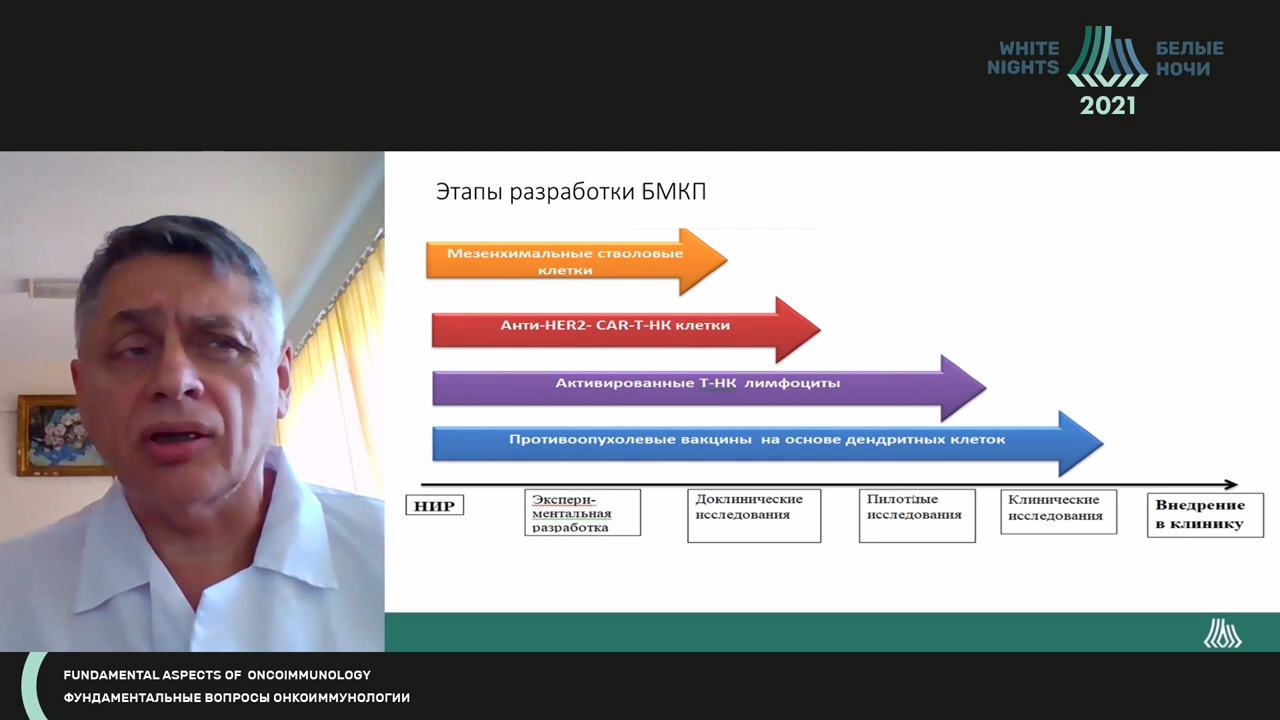 WHITE
NIGHTS
БЕЛЫЕ
НОЧИ
2021
Этапы разработки БМКП
Мезенхимальные стволовые
клетки
Анти-HER2- CAR-Т-НК клетки
Активированные Т-НК лимфоциты
Противоопухолевые вакцины на основе дендритных клеток
НИР
Экспери-
ментальная
разработка
Доклинические
исследования
Пилотные
исследования
Клинические
исследования
Внедрение
в клинику
FUNDAMENTAL ASPECTS OF ONCOIMMUNOLOGY
ФУНДАМЕНТАЛЬНЫЕ ВОПРОСЫ ОНКОИММУНОЛОГИИ